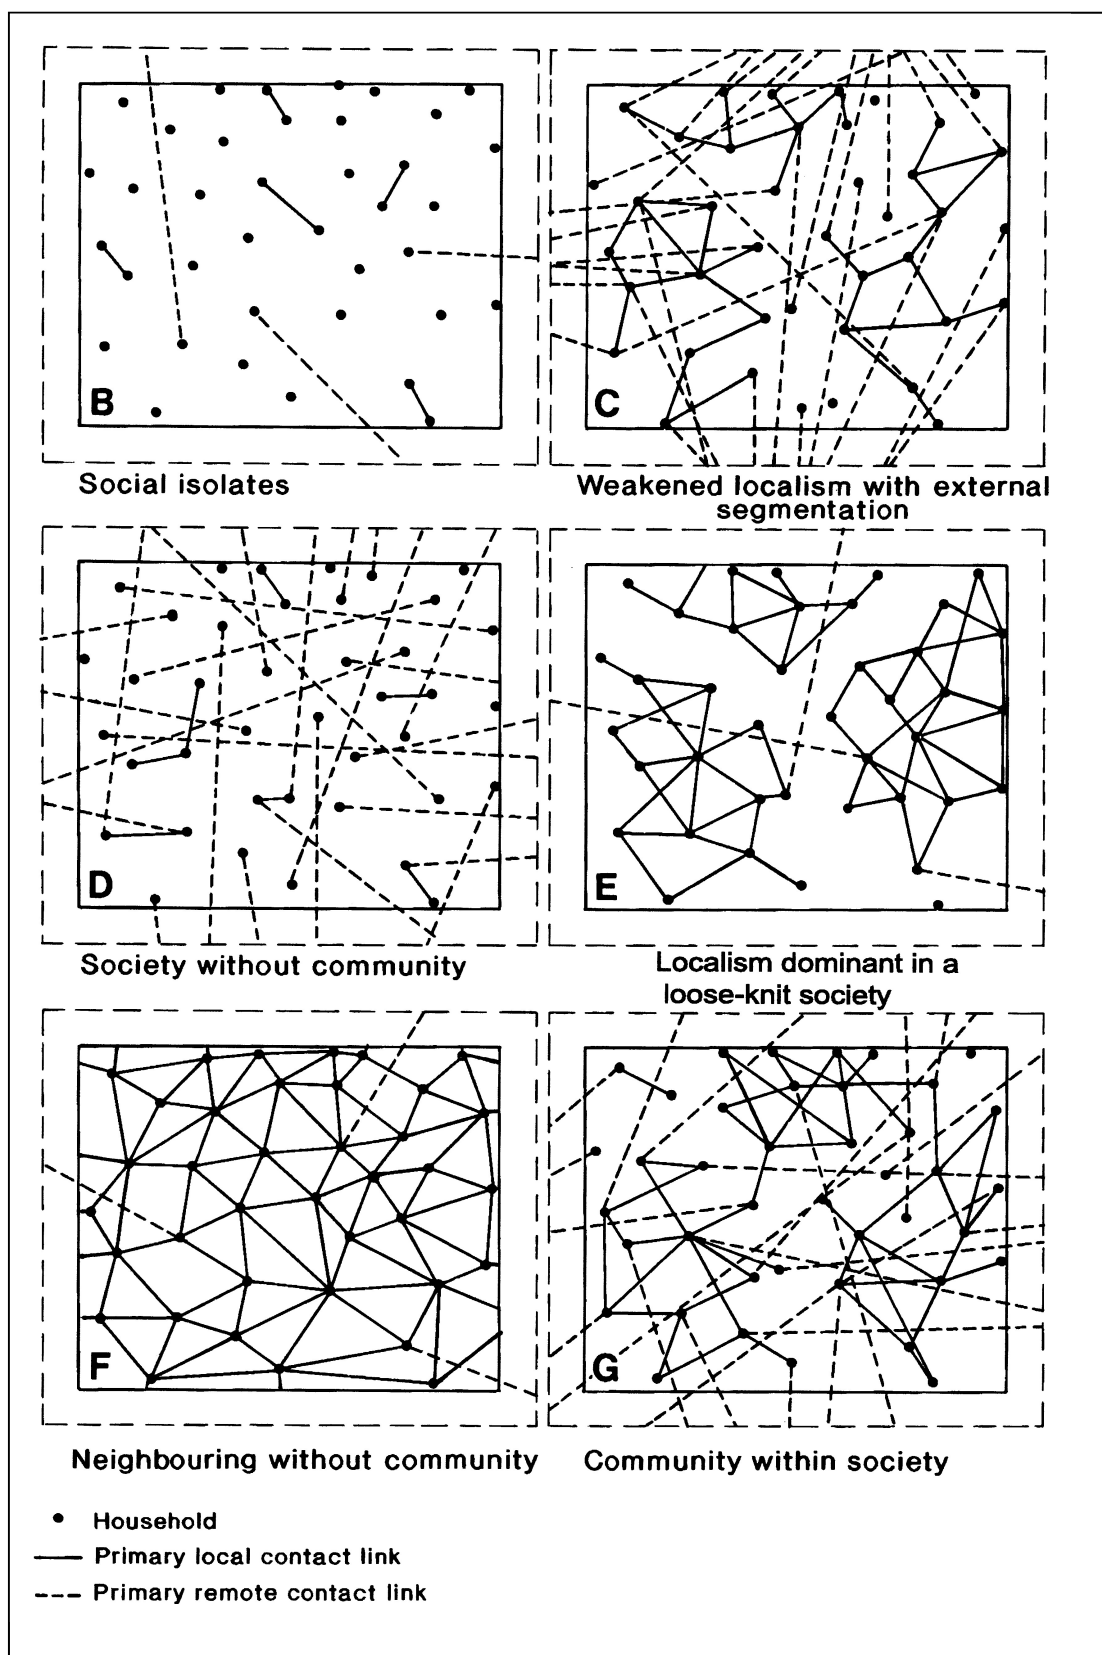 B
C
Social isolates
Weakened localism with external
segmentation
D
E
Society without community
Localism dominant in a
loose-knit society
F
G
Neighbouring without community
Community within society
Household
Primary local contact link
Primary remote contact link